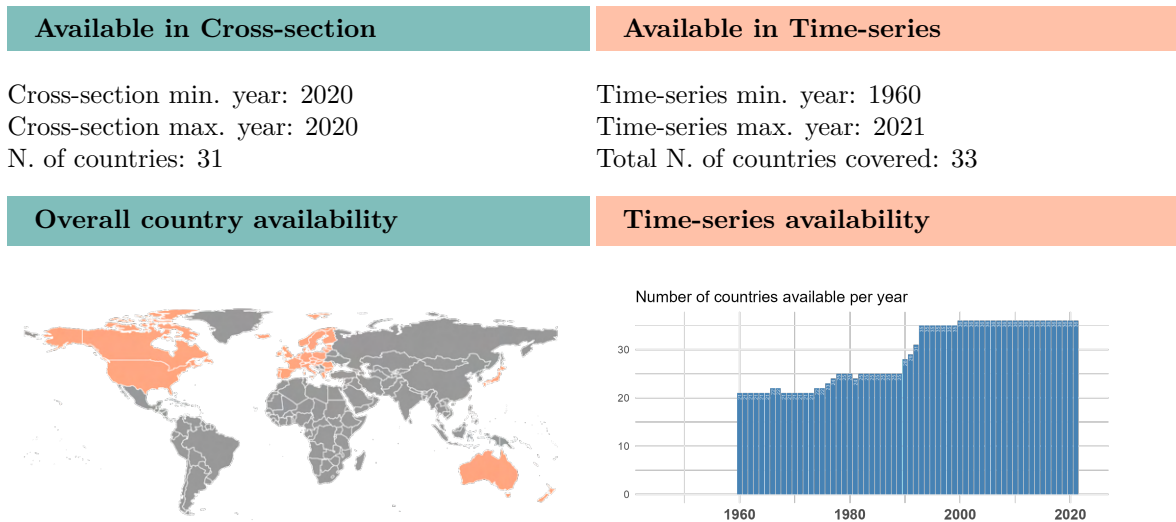 Available in Cross-section
Available in Time-series
Cross-section min. year: 2020
Cross-section max. year: 2020
N. of countries: 31
Time-series min. year: 1960
Time-series max. year: 2021
Total N. of countries covered: 33
Overall country availability
Time-series availability
Number of countries available per year
30
20
10
0
1960 1980 2000 2020